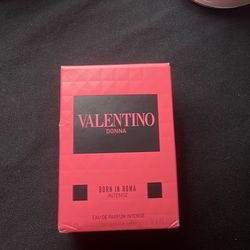 VALENTINO
DONNA
BORN IN ROMA
INTENSE
EAU DE PARFUM INTENSE